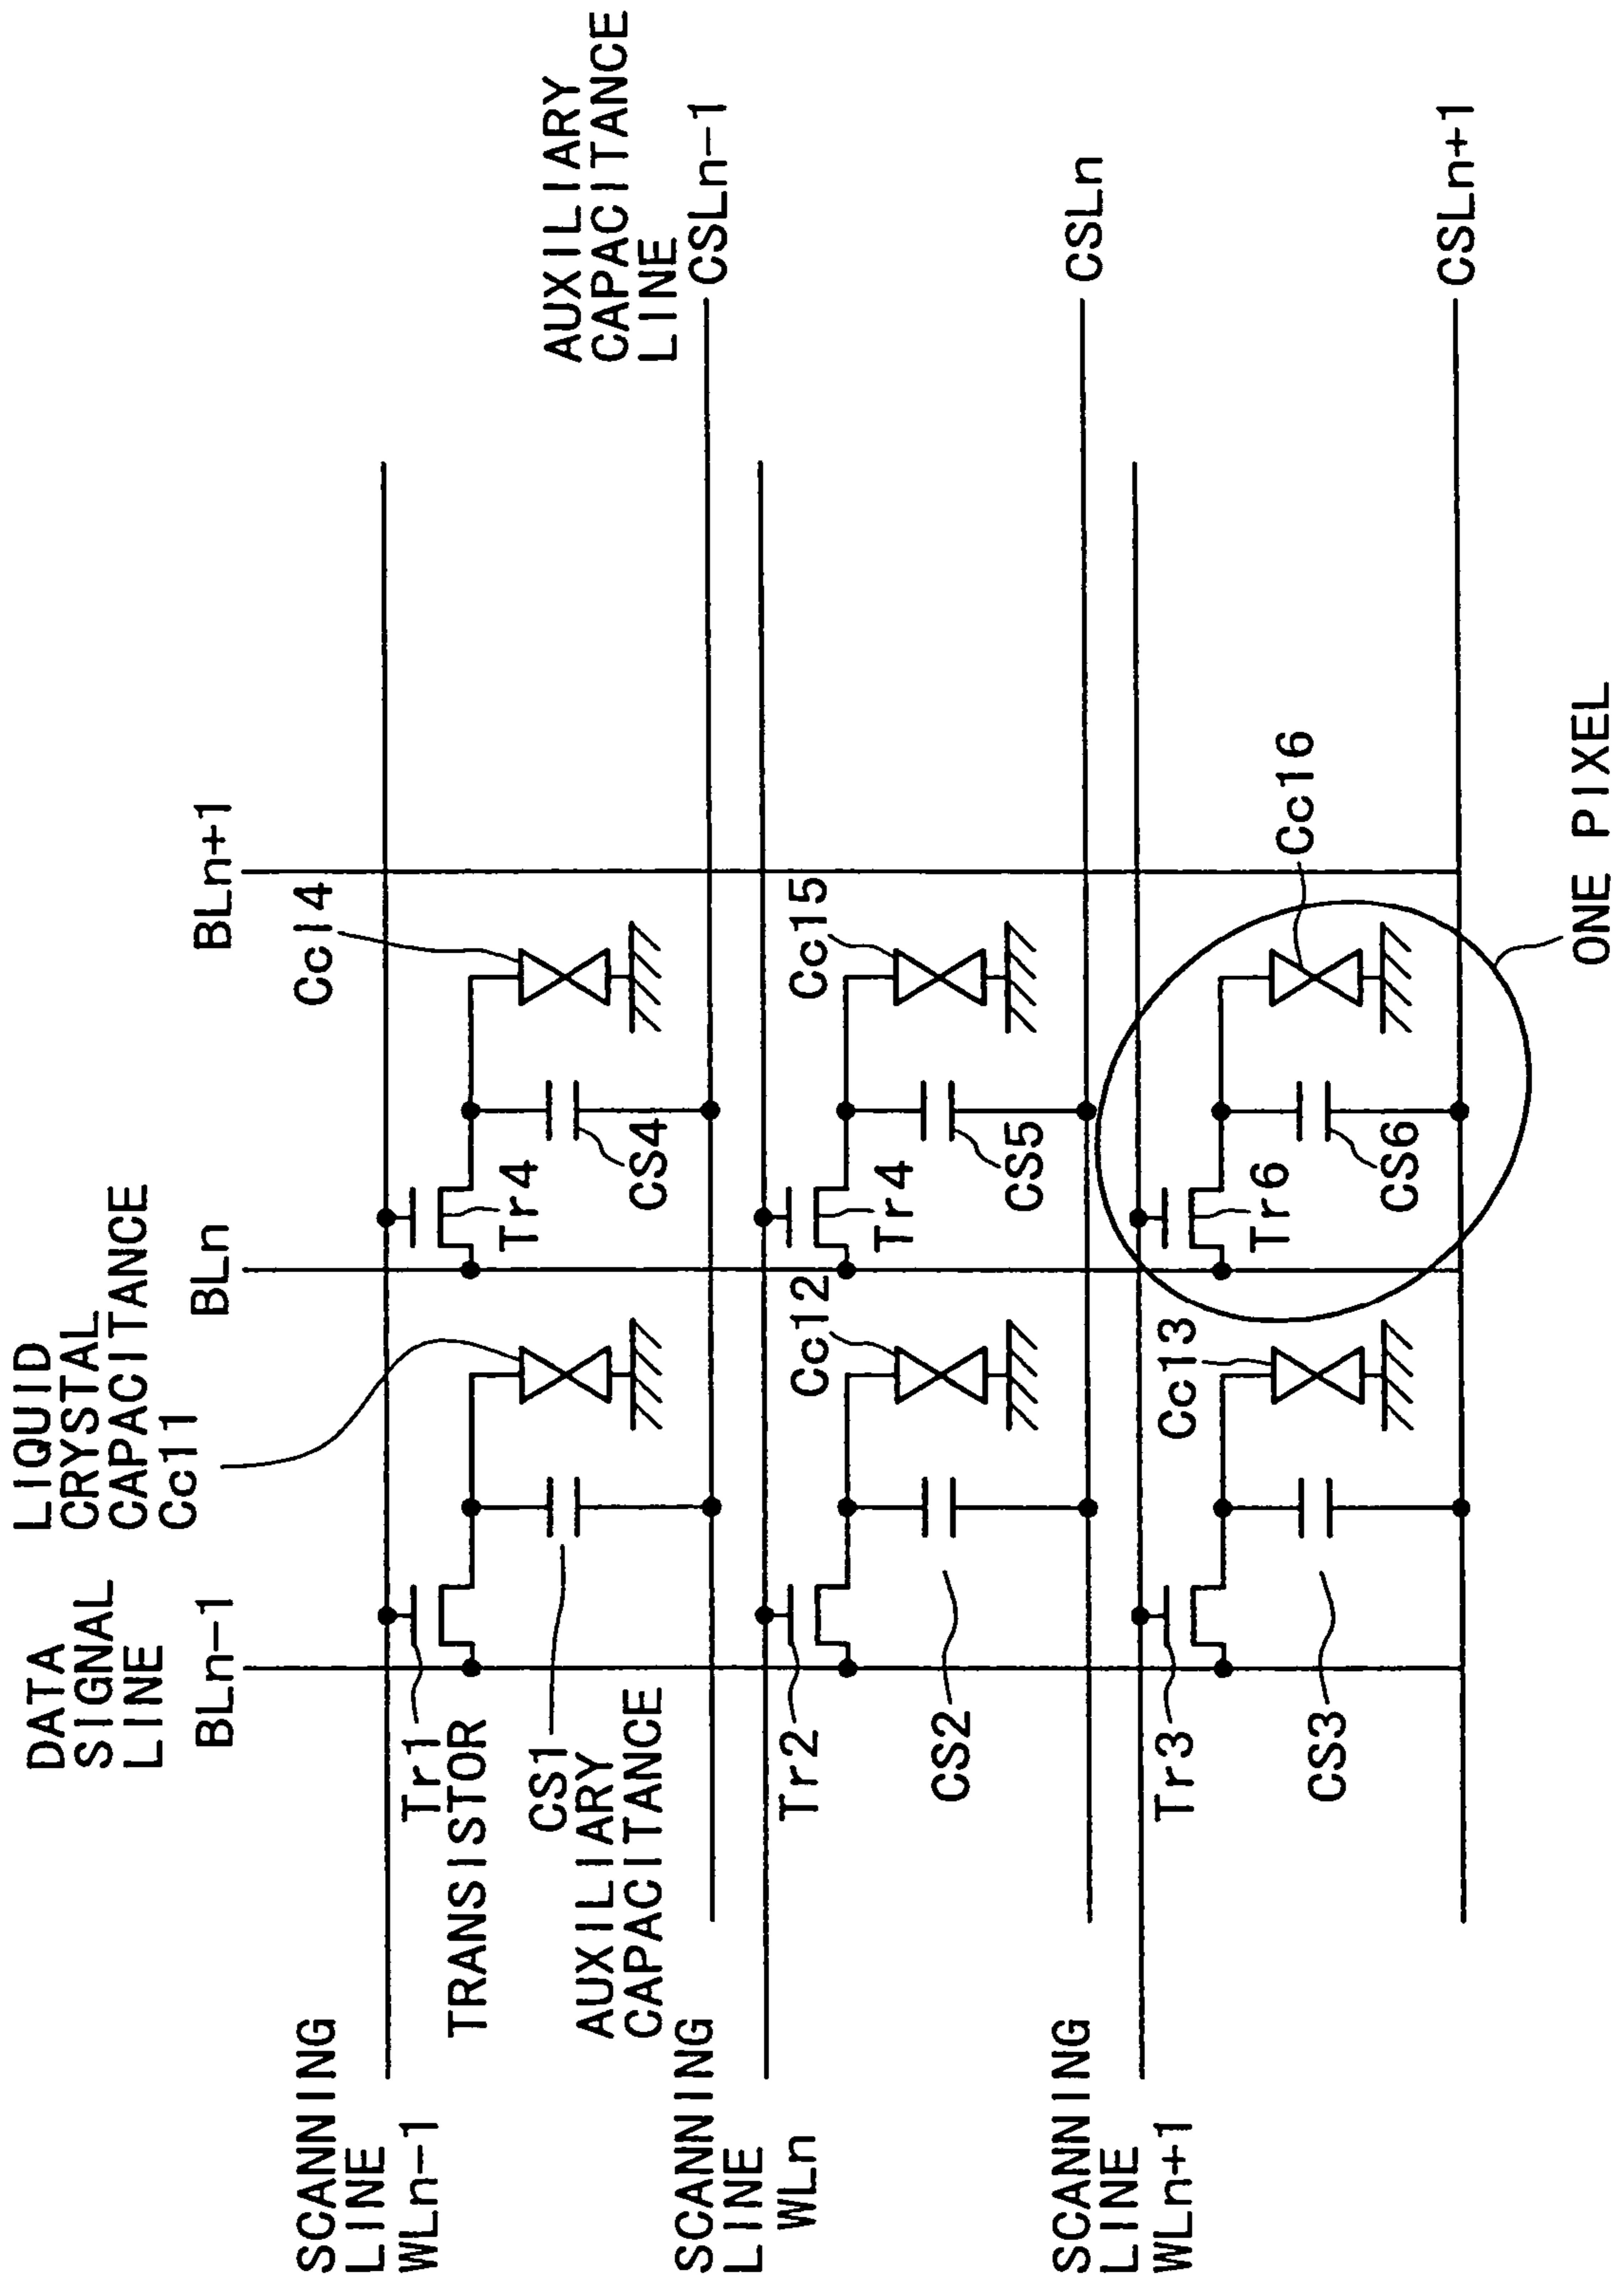 DATA
SIGNAL
LINE
BLn-1
LIQUID
CRYSTAL
CAPACITANCE
Cc11
BLn
BLn+1
Cc14
AUXILIARY
CAPACITANCE
LINE
CSLn-1
SCANNING
LINE
WLn-1
Tr1
TRANSISTOR
CS1
AUXILIARY
CAPACITANCE
Tr4
CS4
SCANNING
LINE
WLn
Tr2
CS2
Cc12
Tr4
CS5
Cc15
CSLn
SCANNING
LINE
WLn+1
Tr3
CS3
Cc13
Tr6
CS6
Cc16
CSLn+1
ONE PIXEL